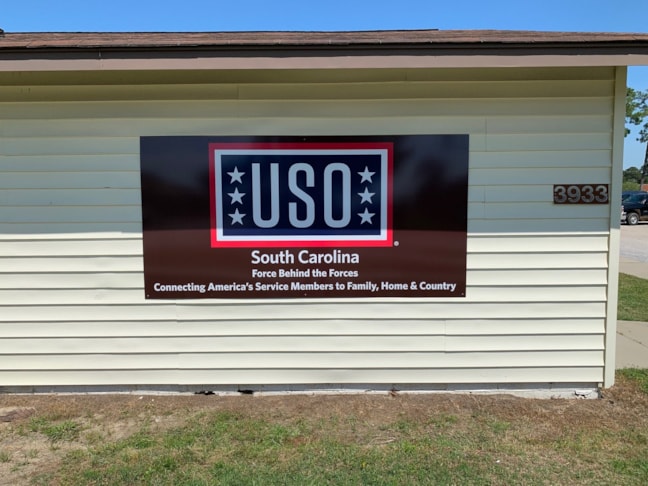 USO
South Carolina
Force Behind the Forces
Connecting America's Service Members to Family, Home & Country
3933